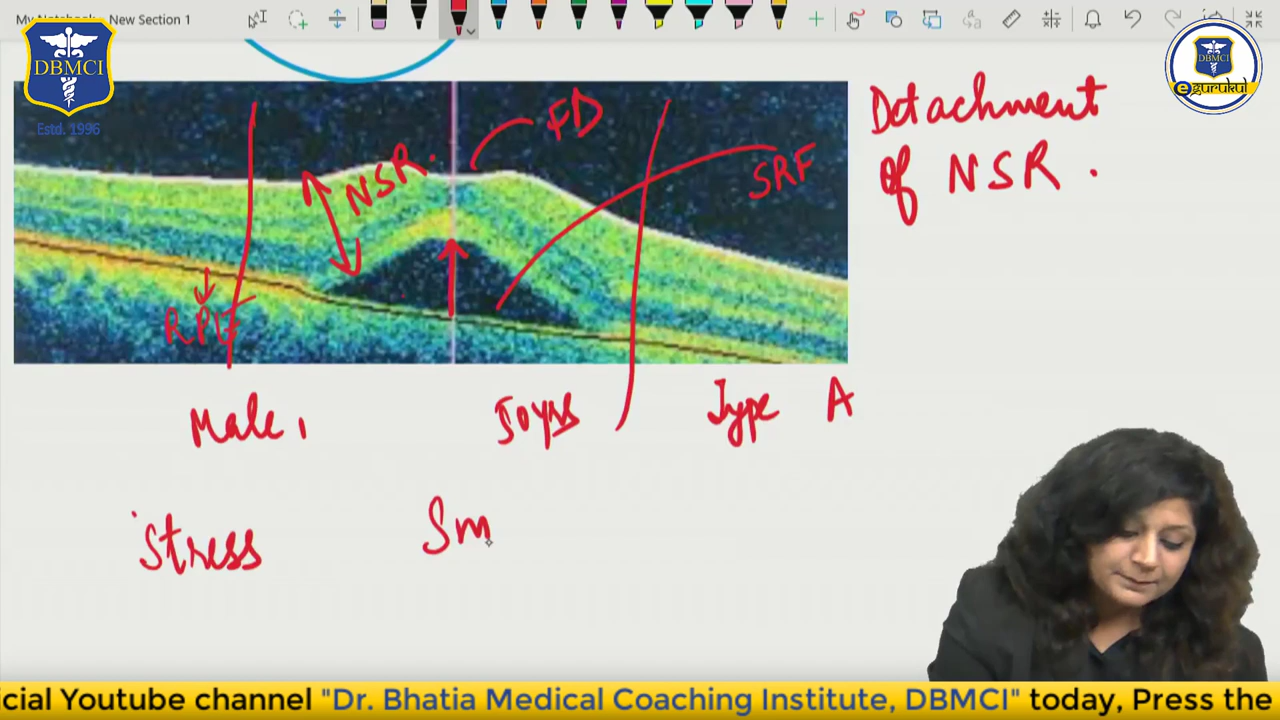 My Notebook - New Section 1
DBMCI
Estd. 1996
DBMCI
egurukul
FD
NSR.
SRF
RPE
Detachment
of NSR.
Male, 50yrs Type A
Stress Sm
icial Youtube channel "Dr. Bhatia Medical Coaching Institute, DBMCI" today, Press the